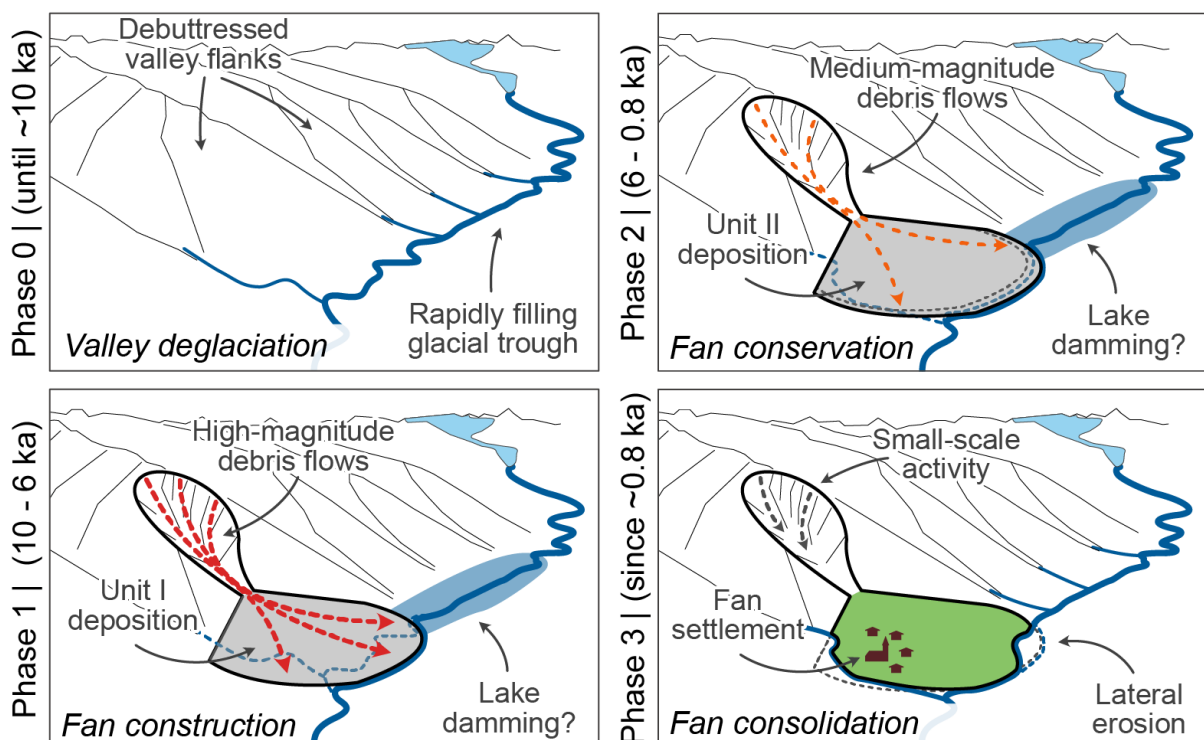 Phase 0 | (until ~10 ka)
Debuttressed
valley flanks
Rapidly filling
glacial trough
Valley deglaciation
Phase 1 | (10 - 6 ka)
High-magnitude
debris flows
Unit I
deposition
Lake
damming?
Fan construction
Phase 2 | (6 - 0.8 ka)
Medium-magnitude
debris flows
Unit II
deposition
Lake
damming?
Fan conservation
Phase 3 | (since ~0.8 ka)
Small-scale
activity
Fan
settlement
Lateral
erosion
Fan consolidation